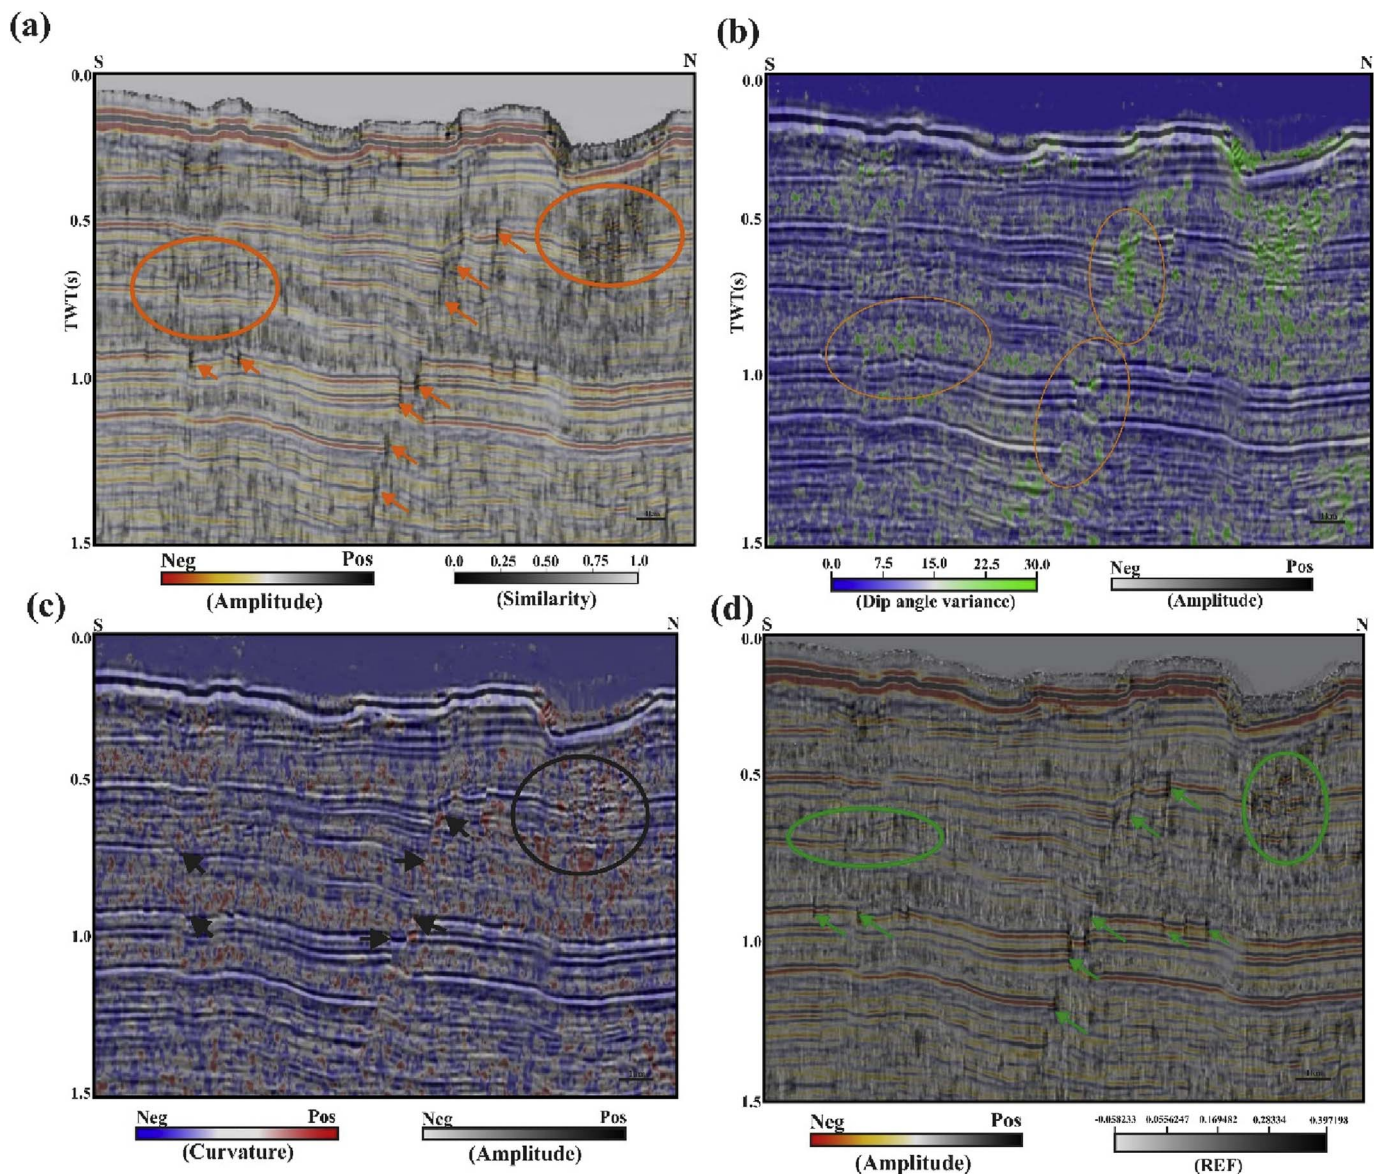 (a)
S N
0.0
0.5
TWT(s)
1.0
1.5
Neg Pos
(Amplitude)
0.0 0.25 0.50 0.75 1.0
(Similarity)
(b)
S N
0.0
0.5
TWT(s)
1.0
1.5
0.0 7.5 15.0 22.5 30.0
(Dip angle variance)
Neg Pos
(Amplitude)
(c)
S N
0.0
0.5
1.0
1.5
Neg Pos
(Curvature)
Neg Pos
(Amplitude)
(d)
S N
0.0
0.5
1.0
1.5
Neg Pos
(Amplitude)
-0.058233 0.0556247 0.169482 0.28334 0.397198
(REF)